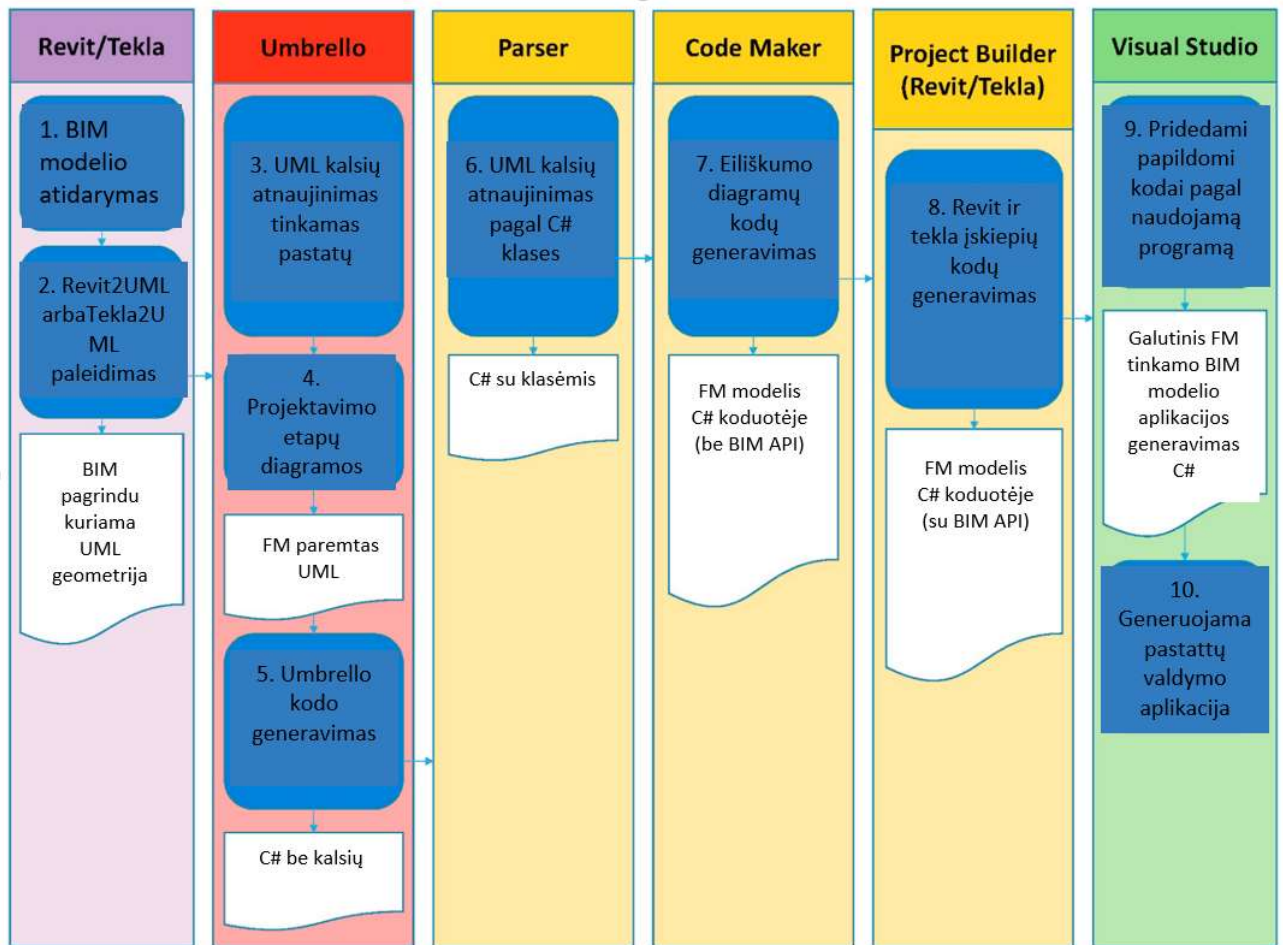 Revit/Tekla
1. BIM
modelio
atidarymas
2. Revit2UML
arbaTekla2U
ML
paleidimas
BIM
pagrindu
kuriama
UML
geometrija
Umbrello
3. UML kalsių
atnaujinimas
tinkamas
pastatų
4.
Projektavimo
etapų
diagramos
FM paremtas
UML
5. Umbrello
kodo
generavimas
C# be kalsių
Parser
6. UML kalsių
atnaujinimas
pagal C#
klases
C# su klasėmis
Code Maker
7. Eiliškumo
diagramų
kodų
generavimas
FM modelis
C# koduotėje
(be BIM API)
Project Builder
(Revit/Tekla)
8. Revit ir
tekla įskiepių
kodų
generavimas
FM modelis
C# koduotėje
(su BIM API)
Visual Studio
9. Pridedami
papildomi
kodai pagal
naudojamą
programą
Galutinis FM
tinkamo BIM
modelio
aplikacijos
generavimas
C#
10.
Generuojama
pastattų
valdymo
aplikacija